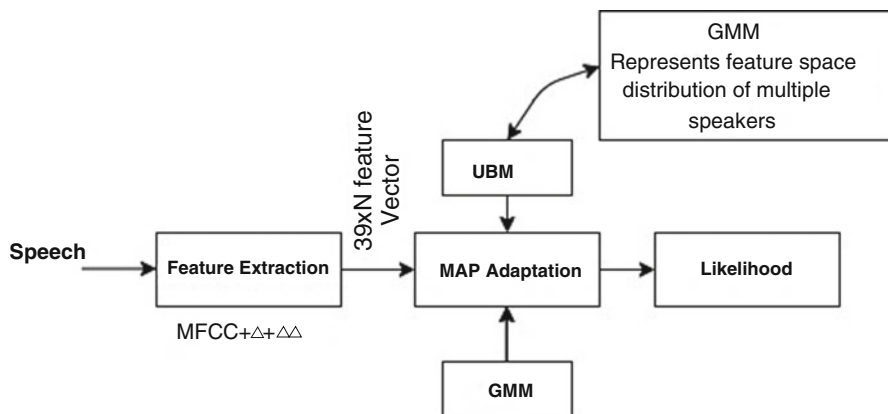 GMM
Represents feature space
distribution of multiple
speakers
39xN feature
Vector
UBM
Speech
Feature Extraction
MAP Adaptation
Likelihood
MFCC+△+△△
GMM